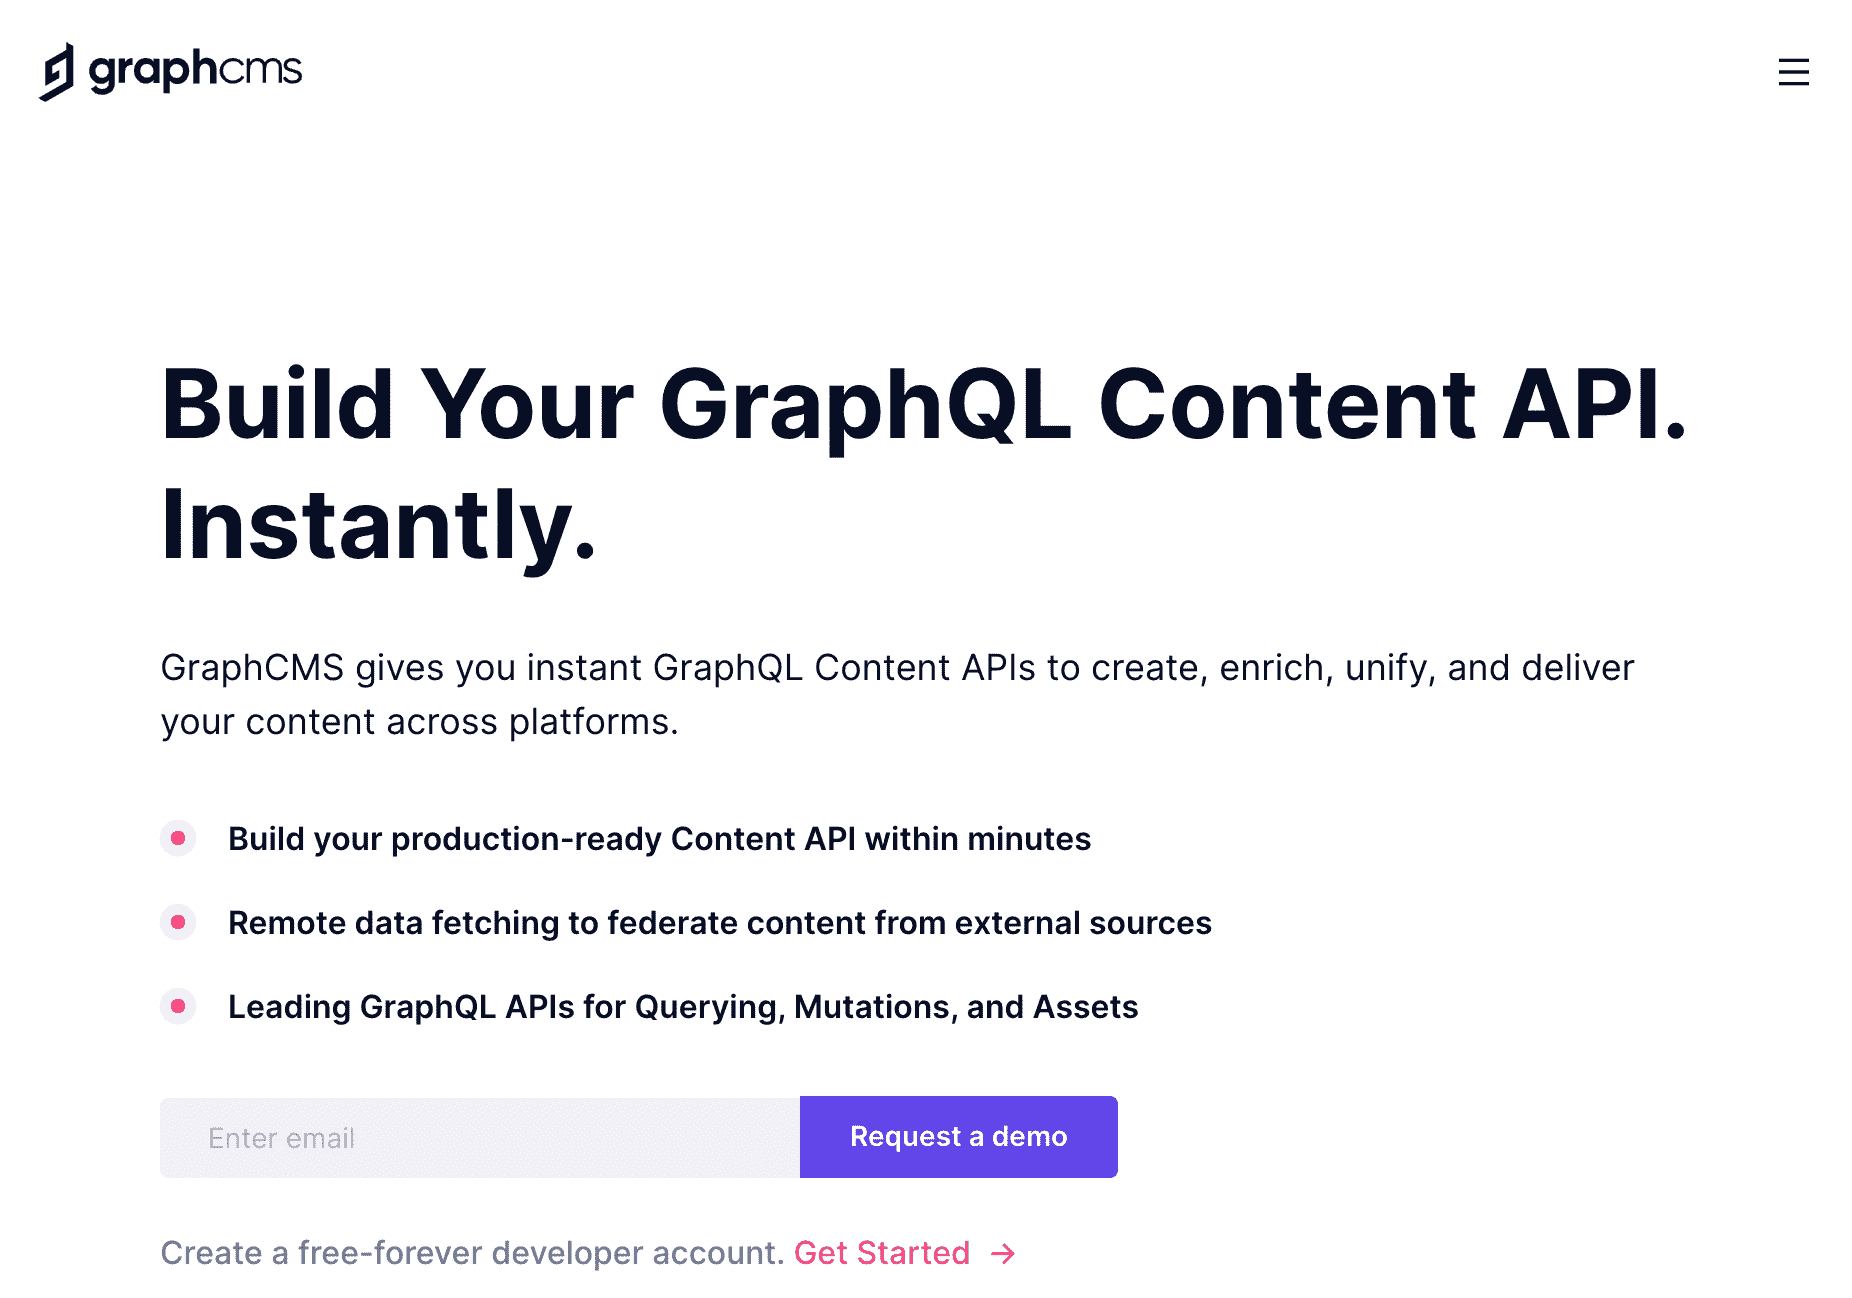 graphcms
Build Your GraphQL Content API.
Instantly.
GraphCMS gives you instant GraphQL Content APIs to create, enrich, unify, and deliver
your content across platforms.
Build your production-ready Content API within minutes
Remote data fetching to federate content from external sources
Leading GraphQL APIs for Querying, Mutations, and Assets
Enter email
Request a demo
Create a free-forever developer account. Get Started →